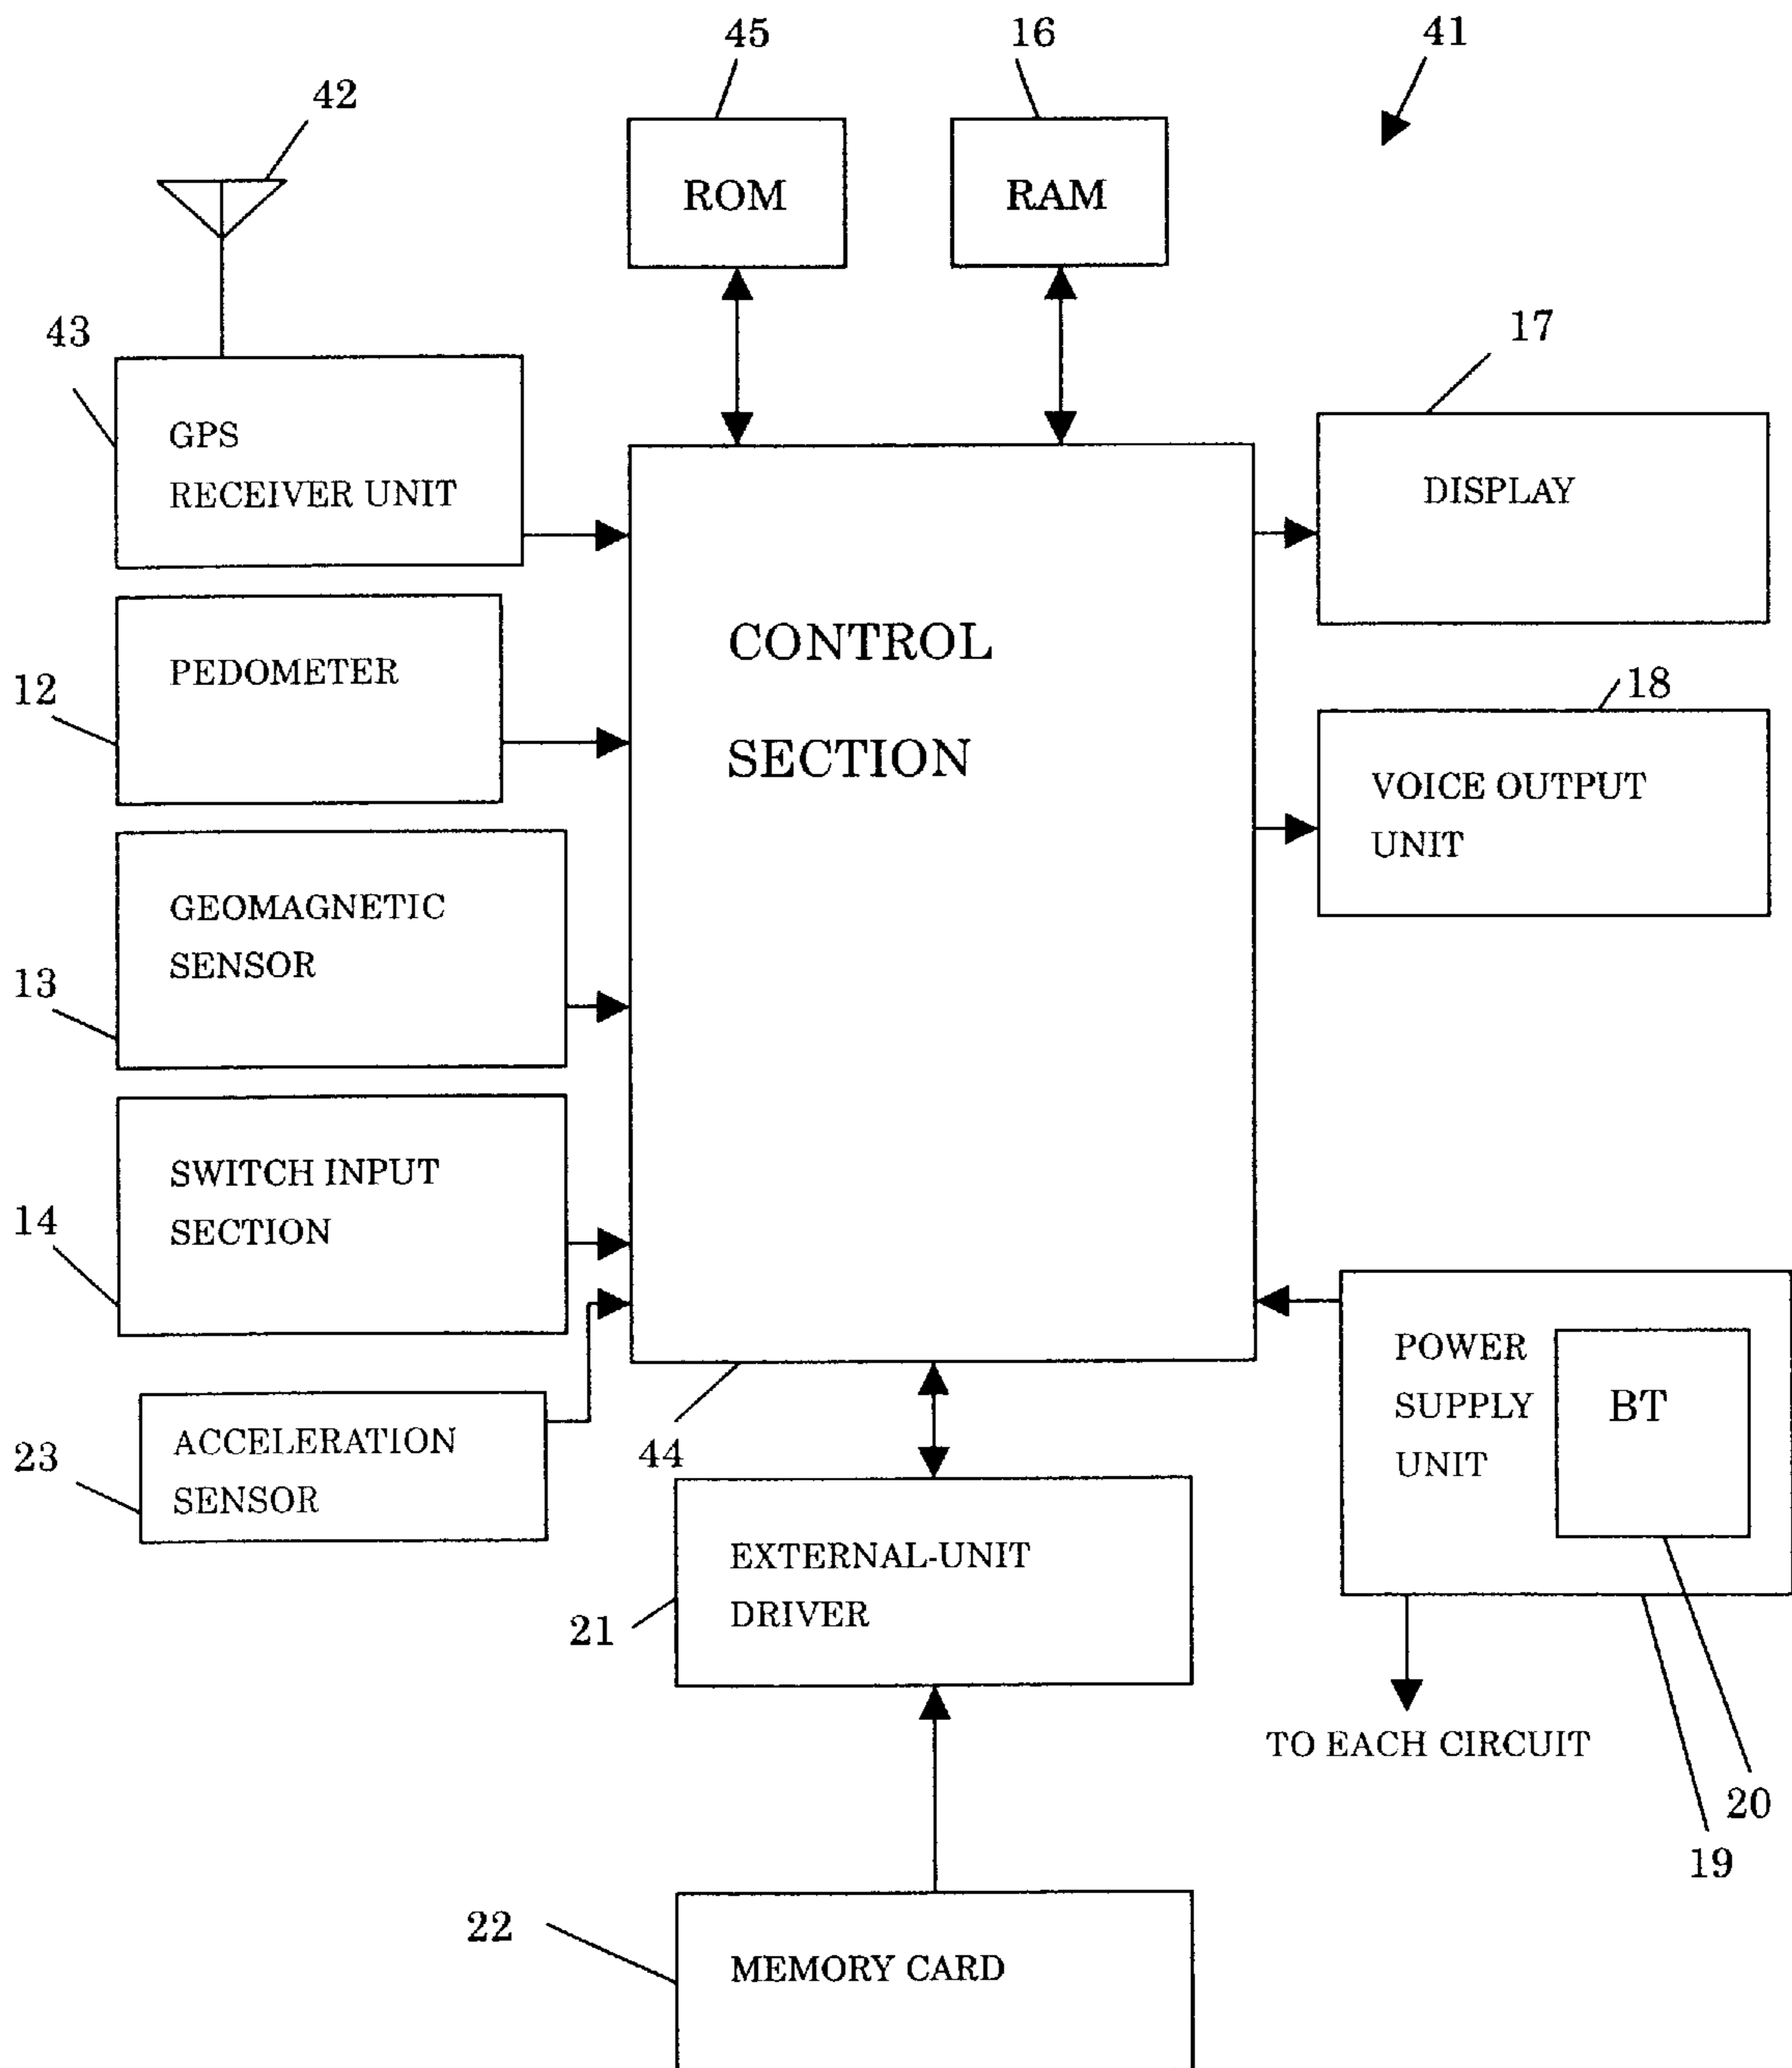 45
16
41
42
ROM
RAM
43
17
GPS
RECEIVER UNIT
DISPLAY
CONTROL
SECTION
PEDOMETER
12
18
VOICE OUTPUT
UNIT
GEOMAGNETIC
SENSOR
13
SWITCH INPUT
SECTION
14
POWER
SUPPLY
UNIT
BT
ACCELERATION
SENSOR
23
44
EXTERNAL-UNIT
DRIVER
21
TO EACH CIRCUIT
20
19
22
MEMORY CARD